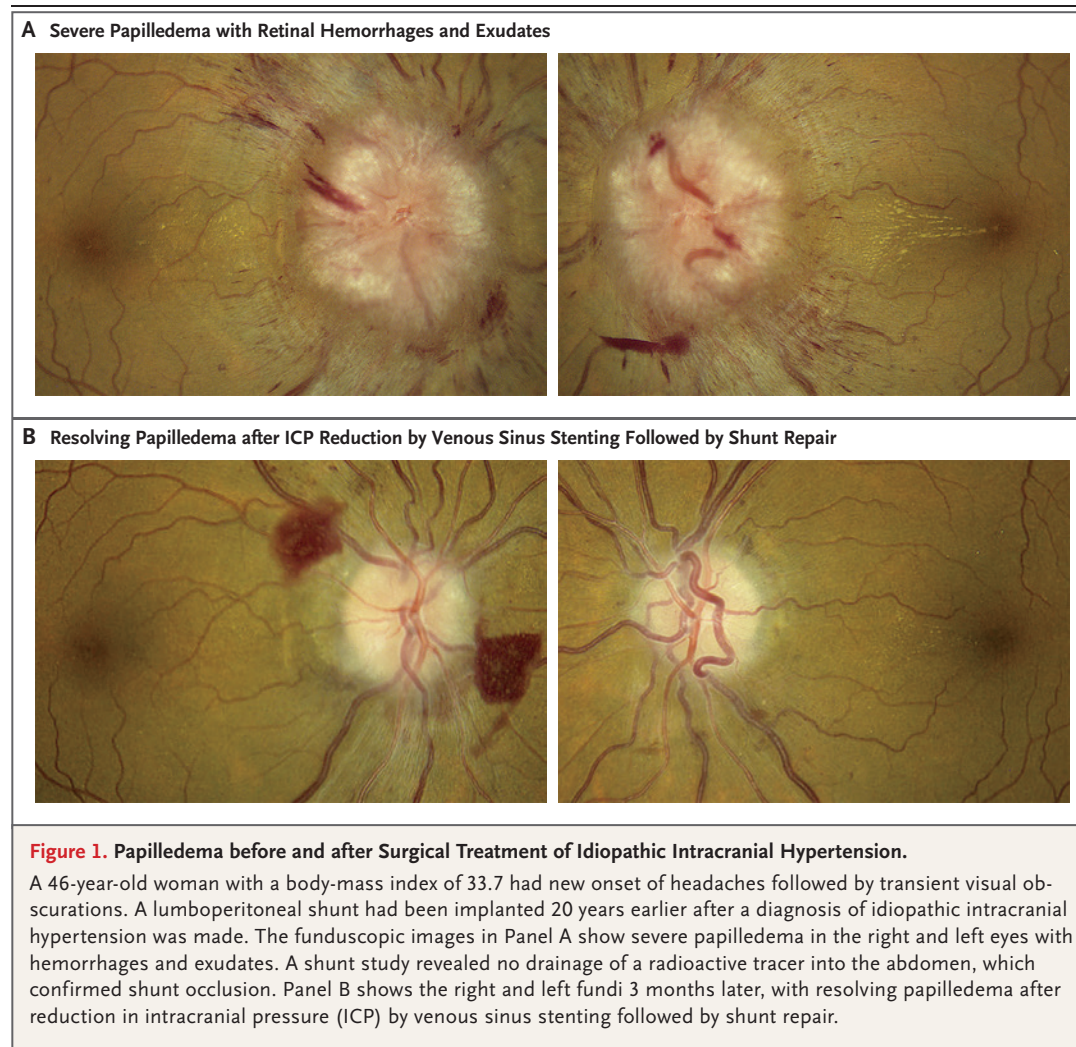 A Severe Papilledema with Retinal Hemorrhages and Exudates
B Resolving Papilledema after ICP Reduction by Venous Sinus Stenting Followed by Shunt Repair
Figure 1. Papilledema before and after Surgical Treatment of Idiopathic Intracranial Hypertension.
A 46-year-old woman with a body-mass index of 33.7 had new onset of headaches followed by transient visual ob-
scurations. A lumboperitoneal shunt had been implanted 20 years earlier after a diagnosis of idiopathic intracranial
hypertension was made. The funduscopic images in Panel A show severe papilledema in the right and left eyes with
hemorrhages and exudates. A shunt study revealed no drainage of a radioactive tracer into the abdomen, which
confirmed shunt occlusion. Panel B shows the right and left fundi 3 months later, with resolving papilledema after
reduction in intracranial pressure (ICP) by venous sinus stenting followed by shunt repair.